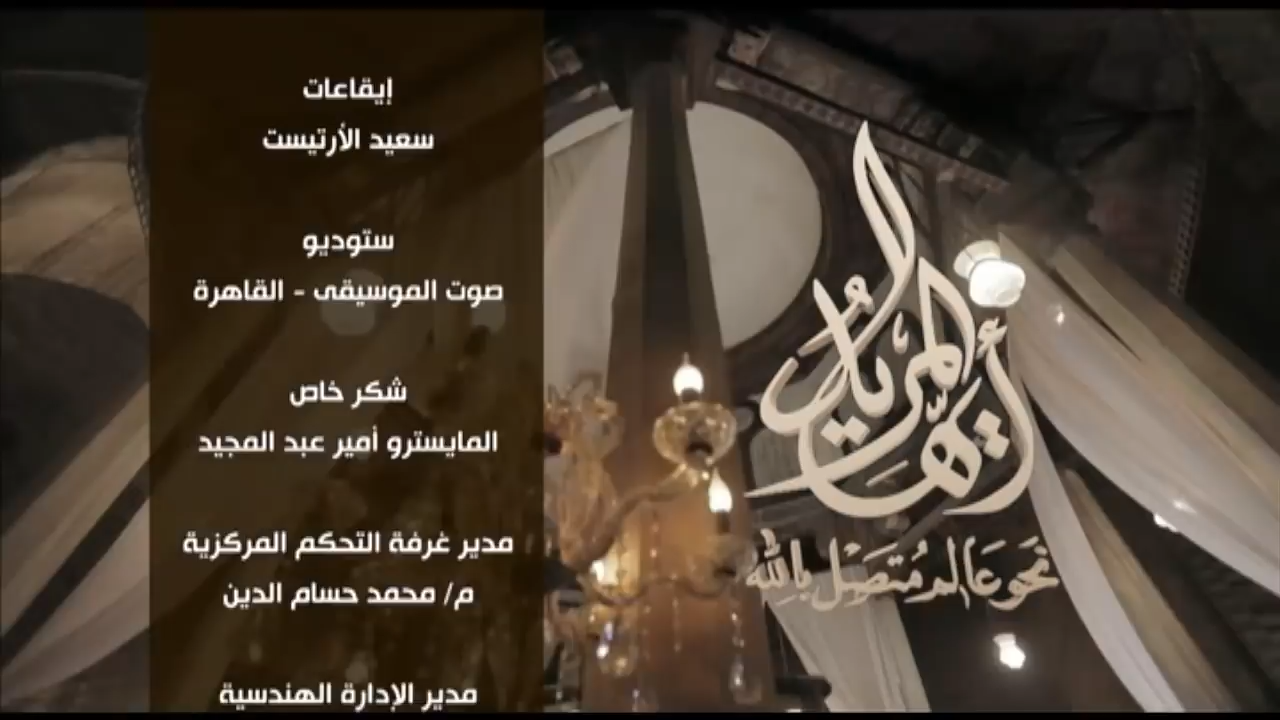 إيقاعات
سعيد الأرتيست
ستوديو
صوت الموسيقى - القاهرة
شكر خاص
المايسترو أمير عبد المجيد
مدير غرفة التحكم المركزية
م/ محمد حسام الدين
مدير الإدارة الهندسية
أيها المريد
نحو عالم متصل بالله